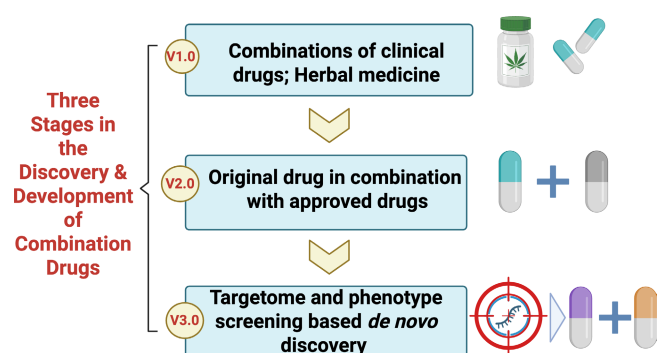 Three
Stages in
the
Discovery &
Development
of
Combination
Drugs
V1.0
Combinations of clinical
drugs; Herbal medicine
V2.0
Original drug in combination
with approved drugs
V3.0
Targetome and phenotype
screening based de novo
discovery